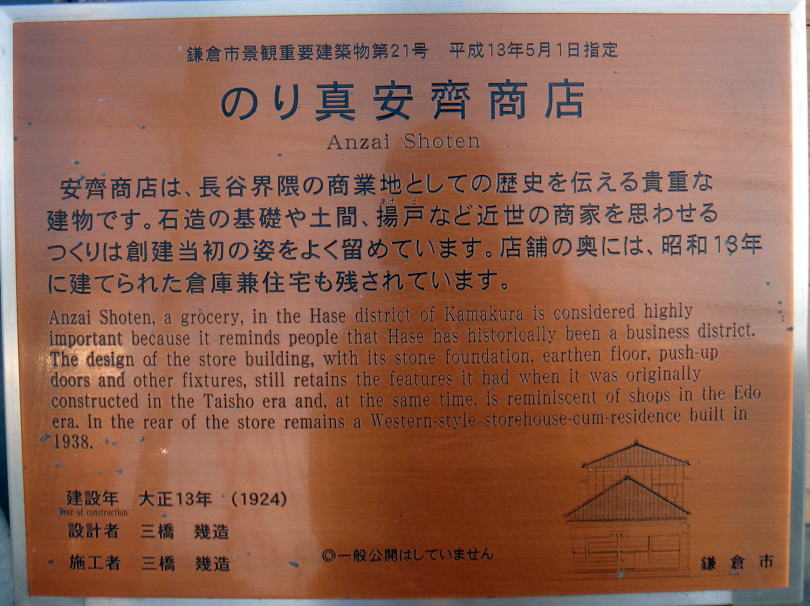 鎌倉市景観重要建築物第21号　平成13年5月1日指定
のり真安齊商店
Anzai Shoten
安齊商店は、長谷界隈の商業地としての歴史を伝える貴重な
建物です。石造の基礎や土間、揚戸など近世の商家を思わせる
つくりは創建当初の姿をよく留めています。店舗の奥には、昭和13年
に建てられた倉庫兼住宅も残されています。
Anzai Shoten, a grocery, in the Hase district of Kamakura is considered highly
important because it reminds people that Hase has historically been a business district.
The design of the store building, with its stone foundation, earthen floor, push-up
doors and other fixtures, still retains the features it had when it was originally
constructed in the Taisho era and, at the same time, is reminiscent of shops in the Edo
era. In the rear of the store remains a Western-style storehouse-cum-residence built in
1938.
建設年　大正13年　（1924）
Year of construction
設計者　三橋　幾造
施工者　三橋　幾造
◎一般公開はしていません
鎌倉市